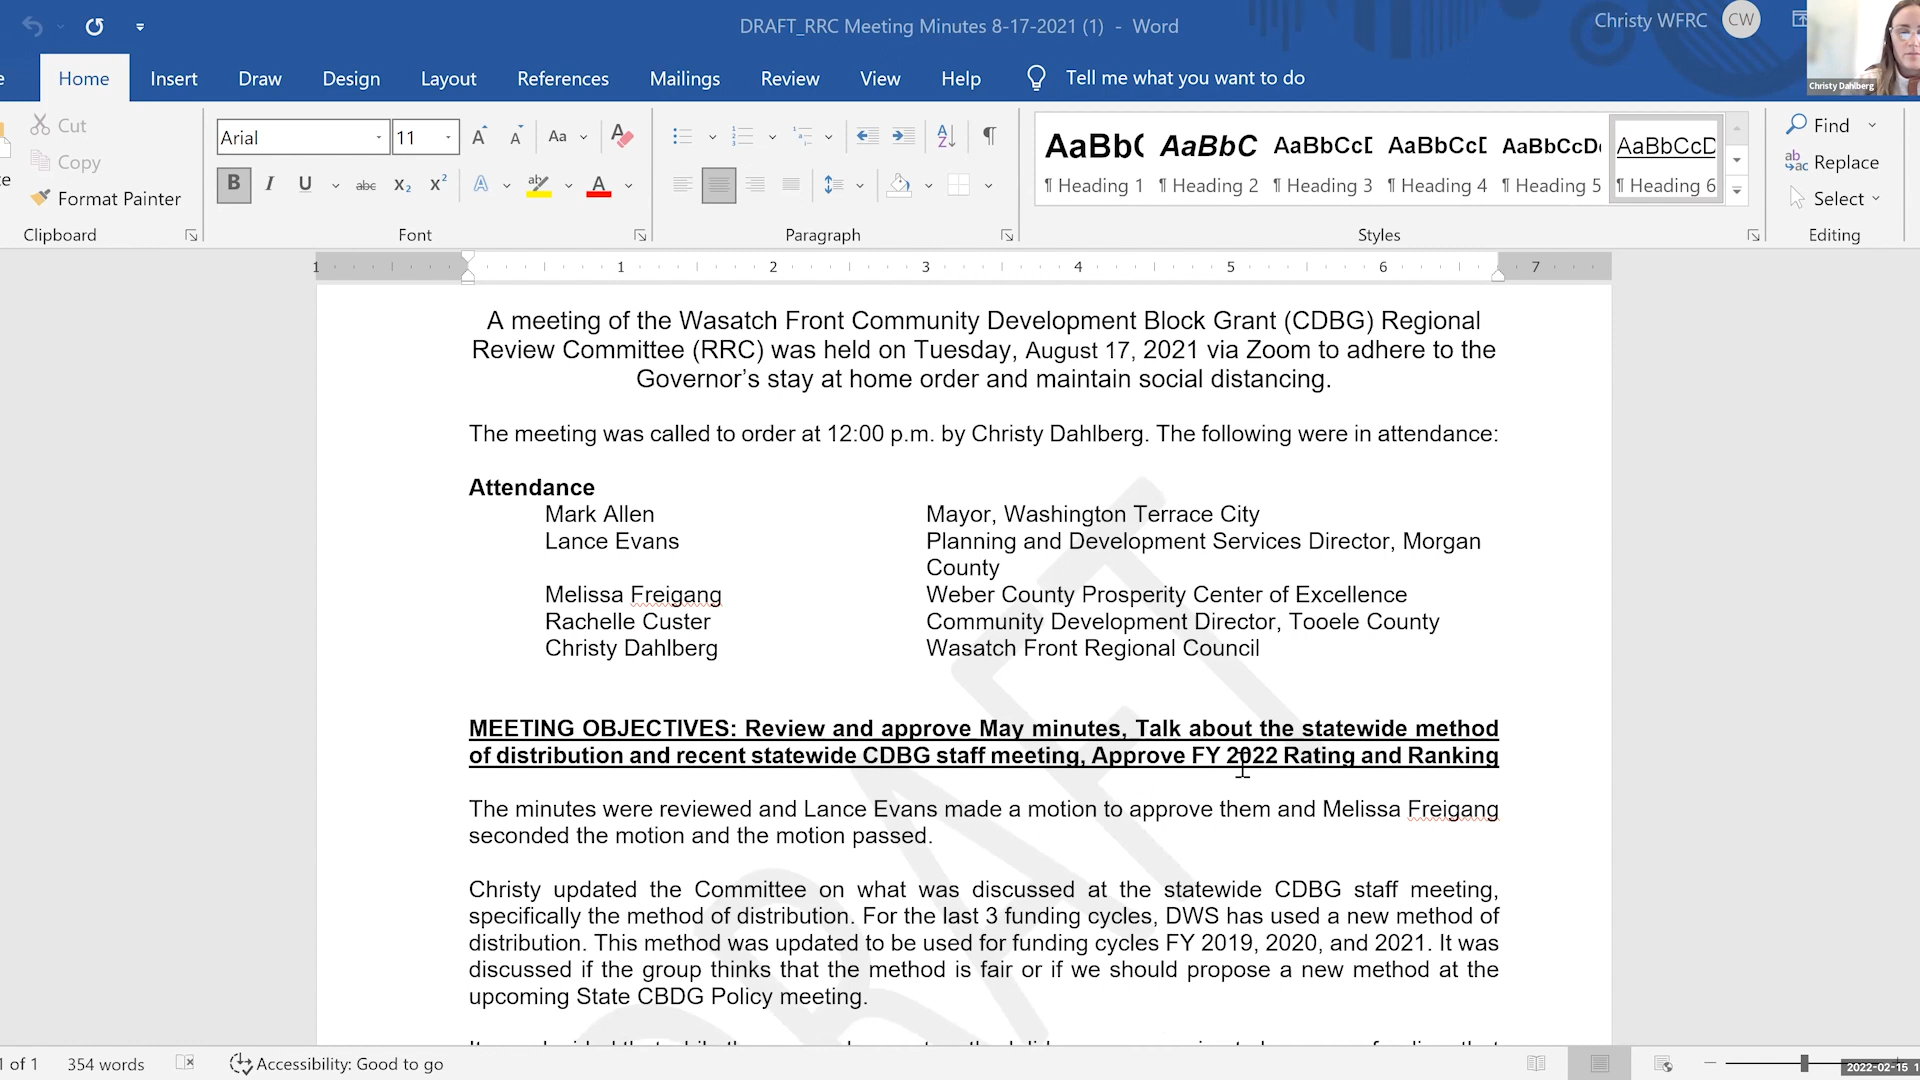 DRAFT_RRC Meeting Minutes 8-17-2021 (1) - Word
Christy WFRC CW
Christy Dahlberg
Home Insert Draw Design Layout References Mailings Review View Help Tell me what you want to do
Cut
Copy
Format Painter
Clipboard
Arial 11
Font
Paragraph
AaBb( AaBbC AaBbCcI AaBbCcI AaBbCcD AaBbCcD
¶ Heading 1 ¶ Heading 2 ¶ Heading 3 ¶ Heading 4 ¶ Heading 5 ¶ Heading 6
Styles
Find
Replace
Select
Editing
1 1 2 3 4 5 6 7
A meeting of the Wasatch Front Community Development Block Grant (CDBG) Regional
Review Committee (RRC) was held on Tuesday, August 17, 2021 via Zoom to adhere to the
Governor's stay at home order and maintain social distancing.
The meeting was called to order at 12:00 p.m. by Christy Dahlberg. The following were in attendance:
Attendance
Mark Allen Mayor, Washington Terrace City
Lance Evans Planning and Development Services Director, Morgan
County
Melissa Freigang Weber County Prosperity Center of Excellence
Rachelle Custer Community Development Director, Tooele County
Christy Dahlberg Wasatch Front Regional Council
MEETING OBJECTIVES: Review and approve May minutes, Talk about the statewide method
of distribution and recent statewide CDBG staff meeting, Approve FY 2022 Rating and Ranking
The minutes were reviewed and Lance Evans made a motion to approve them and Melissa Freigang
seconded the motion and the motion passed.
Christy updated the Committee on what was discussed at the statewide CDBG staff meeting,
specifically the method of distribution. For the last 3 funding cycles, DWS has used a new method of
distribution. This method was updated to be used for funding cycles FY 2019, 2020, and 2021. It was
discussed if the group thinks that the method is fair or if we should propose a new method at the
upcoming State CBDG Policy meeting.
1 of 1 354 words Accessibility: Good to go
2022-02-15